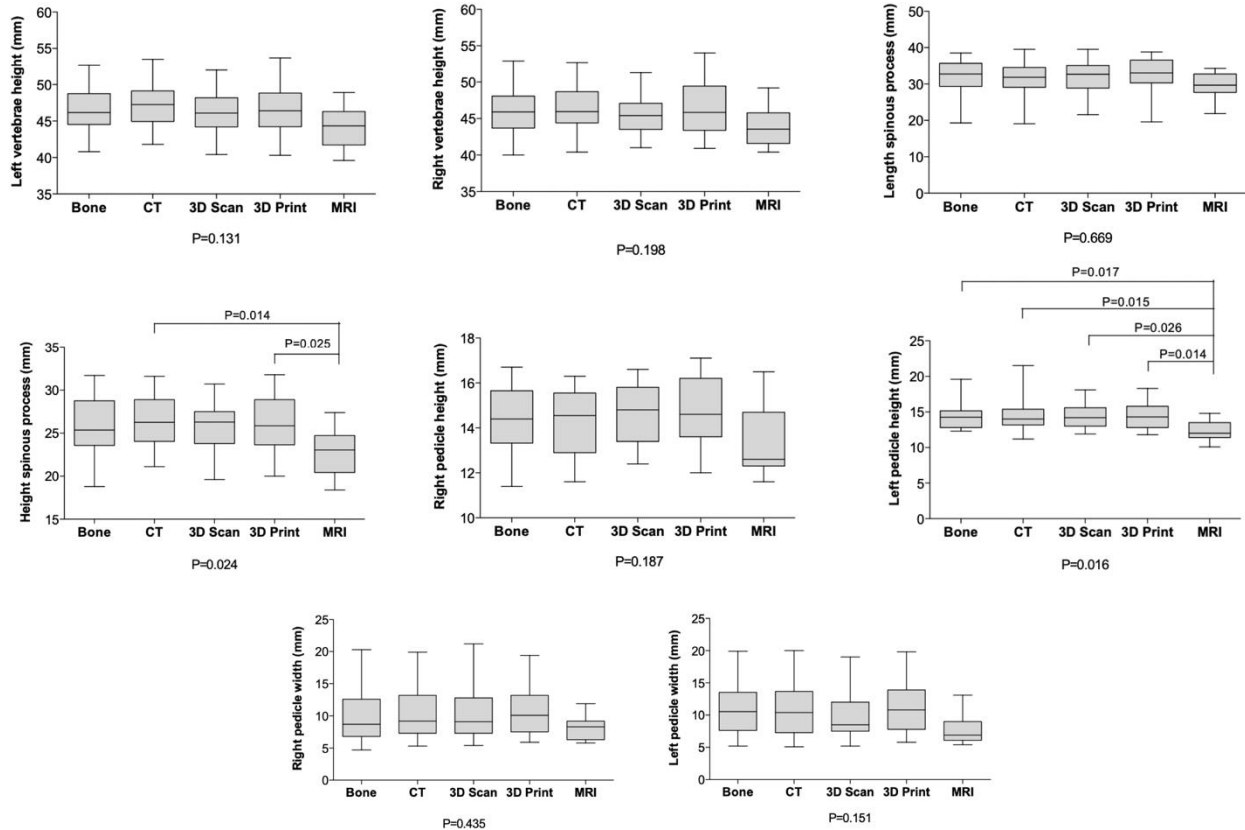 Left vertebrae height (mm)
60
55
50
45
40
35
Bone CT 3D Scan 3D Print MRI
P=0.131
Right vertebrae height (mm)
60
55
50
45
40
35
Bone CT 3D Scan 3D Print MRI
P=0.198
Length spinous process (mm)
50
40
30
20
10
0
Bone CT 3D Scan 3D Print MRI
P=0.669
Height spinous process (mm)
P=0.014
P=0.025
35
30
25
20
15
Bone CT 3D Scan 3D Print MRI
P=0.024
Right pedicle height (mm)
18
16
14
12
10
Bone CT 3D Scan 3D Print MRI
P=0.187
Left pedicle height (mm)
P=0.017
P=0.015
P=0.026
P=0.014
25
20
15
10
5
0
Bone CT 3D Scan 3D Print MRI
P=0.016
Right pedicle width (mm)
25
20
15
10
5
0
Bone CT 3D Scan 3D Print MRI
P=0.435
Left pedicle width (mm)
25
20
15
10
5
0
Bone CT 3D Scan 3D Print MRI
P=0.151